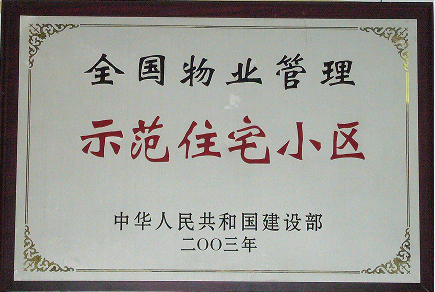 全国物业管理
示范住宅小区
中华人民共和国建设部
二〇〇三年